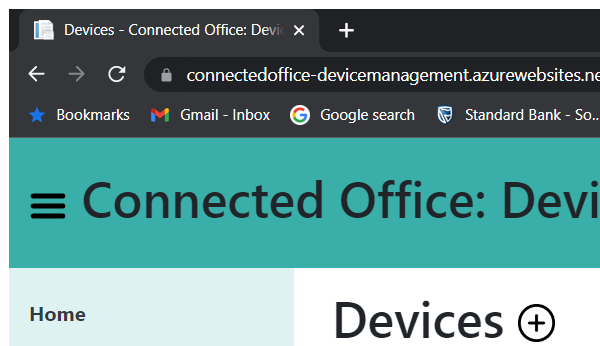 Devices - Connected Office: Devi
connectedoffice-devicemanagement.azurewebsites.ne
Bookmarks Gmail - Inbox Google search Standard Bank - So...
Connected Office: Devi
Home
Devices